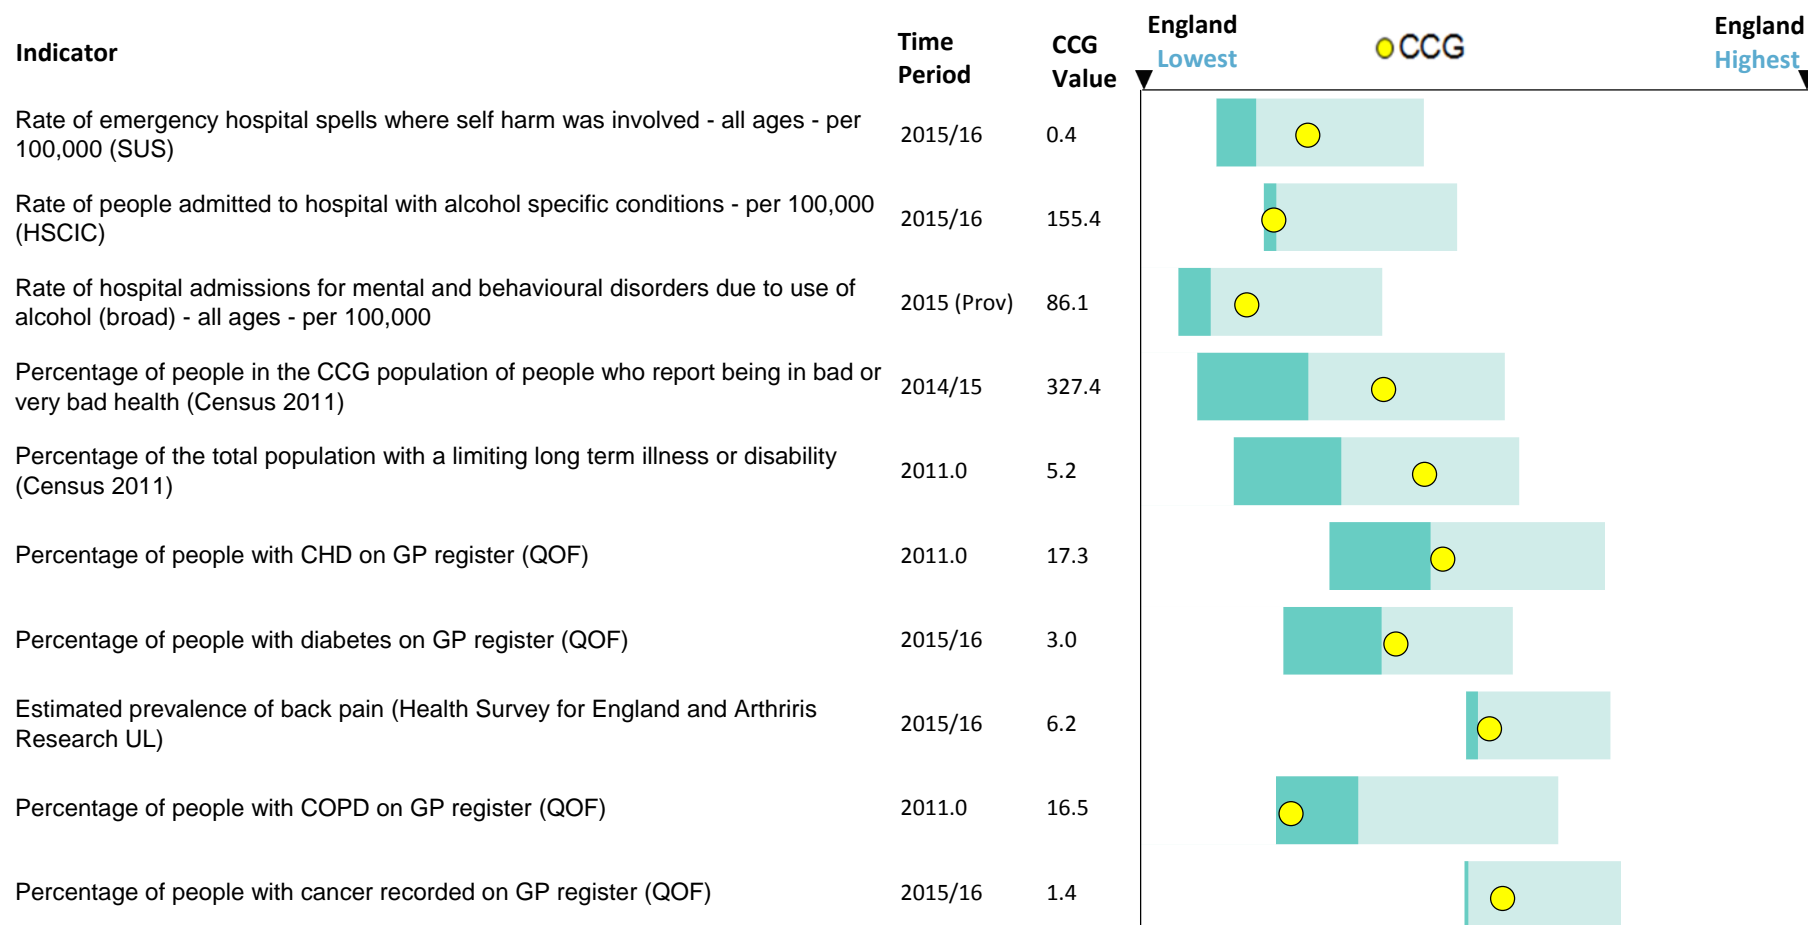 Indicator
Time
Period
CCG
Value
England
Lowest
CCG
England
Highest
Rate of emergency hospital spells where self harm was involved - all ages - per
100,000 (SUS)
2015/16
0.4
Rate of people admitted to hospital with alcohol specific conditions - per 100,000
(HSCIC)
2015/16
155.4
Rate of hospital admissions for mental and behavioural disorders due to use of
alcohol (broad) - all ages - per 100,000
2015 (Prov)
86.1
Percentage of people in the CCG population of people who report being in bad or
very bad health (Census 2011)
2014/15
327.4
Percentage of the total population with a limiting long term illness or disability
(Census 2011)
2011.0
5.2
Percentage of people with CHD on GP register (QOF)
2011.0
17.3
Percentage of people with diabetes on GP register (QOF)
2015/16
3.0
Estimated prevalence of back pain (Health Survey for England and Arthriris
Research UL)
2015/16
6.2
Percentage of people with COPD on GP register (QOF)
2011.0
16.5
Percentage of people with cancer recorded on GP register (QOF)
2015/16
1.4